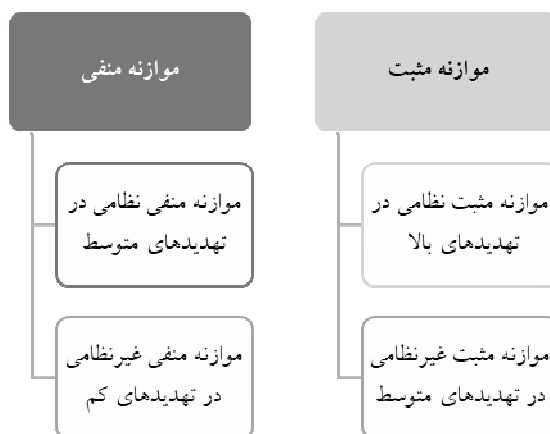 موازنه مثبت
موازنه مثبت نظامی در
تهدیدهای بالا
موازنه مثبت غیرنظامی
در تهدیدهای متوسط
موازنه منفی
موازنه منفی نظامی در
تهدیدهای متوسط
موازنه منفی غیرنظامی
در تهدیدهای کم